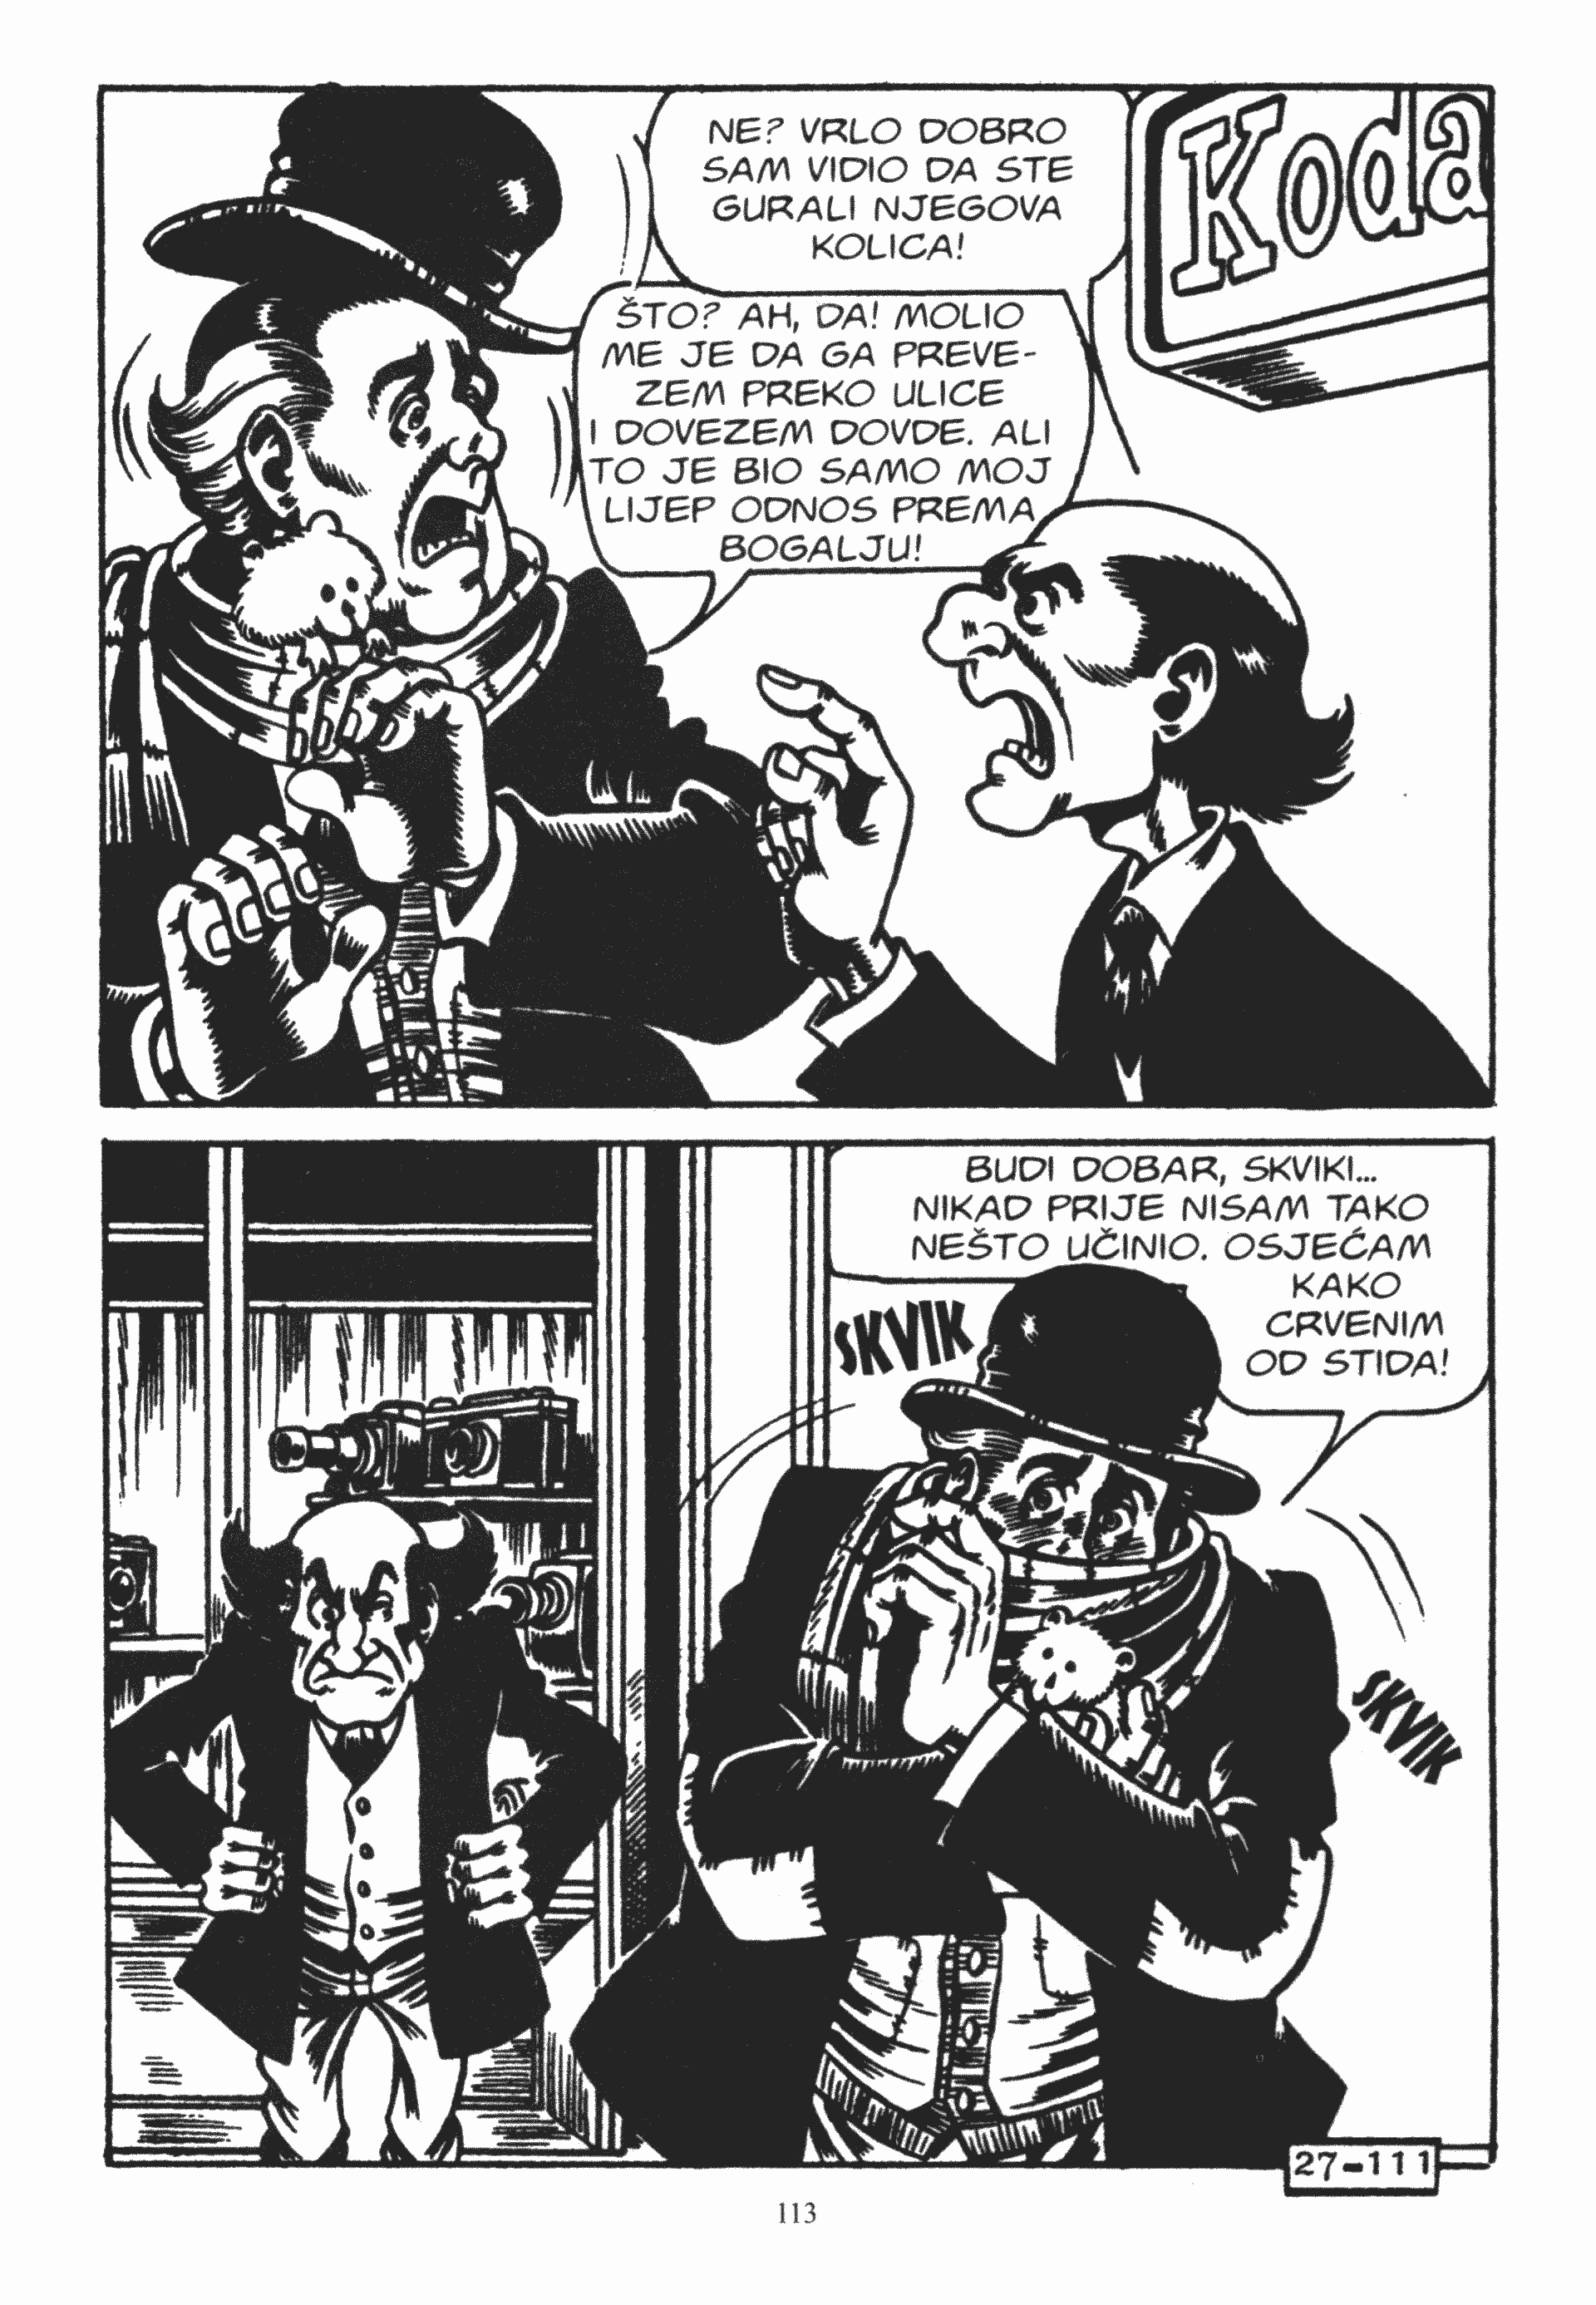 NE? VRLO DOBRO
SAM VIDIO DA STE
GURALI NJEGOVA
KOLICA!
Koda
ŠTO? AH, DA! MOLIO
ME JE DA GA PREVE-
ZEM PREKO ULICE
I DOVEZEM DOVDE. ALI
TO JE BIO SAMO MOJ
LIJEP ODNOS PREMA
BOGALJU!
BUDI DOBAR, SKVIKI...
NIKAD PRIJE NISAM TAKO
NEŠTO UČINIO. OSJEĆAM
KAKO
CRVENIM
OD STIDA!
SKVIK
SKVIK
27-111
113